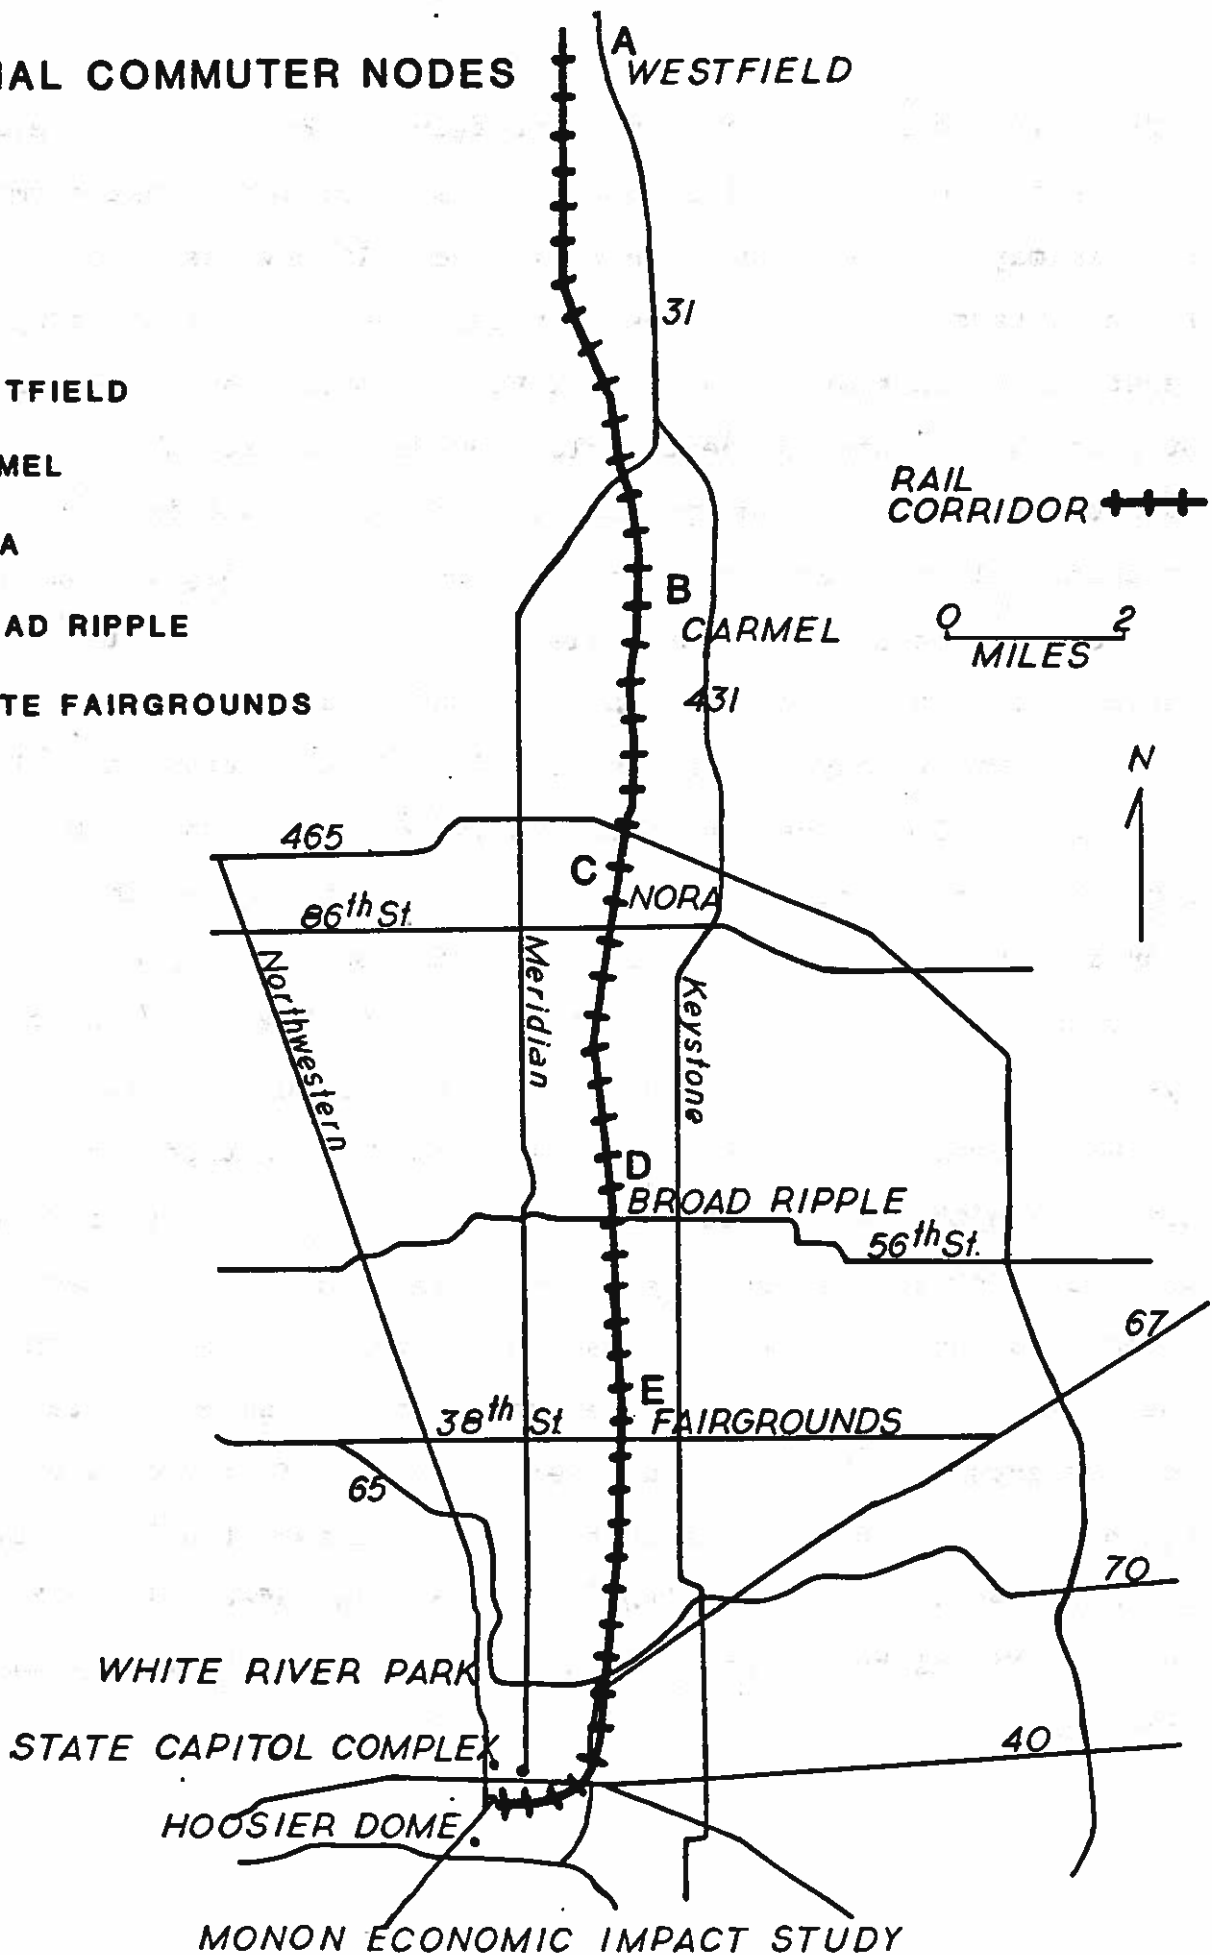 IAL COMMUTER NODES
A
WESTFIELD
31
TFIELD
MEL
A
AD RIPPLE
TE FAIRGROUNDS
RAIL
CORRIDOR
B
CARMEL
0 2
MILES
431
N
465
C
NORA
86th St.
Northwestern
Meridian
Keystone
D
BROAD RIPPLE
56th St.
67
E
38th St
FAIRGROUNDS
65
70
WHITE RIVER PARK
STATE CAPITOL COMPLEX
40
HOOSIER DOME
MONON ECONOMIC IMPACT STUDY